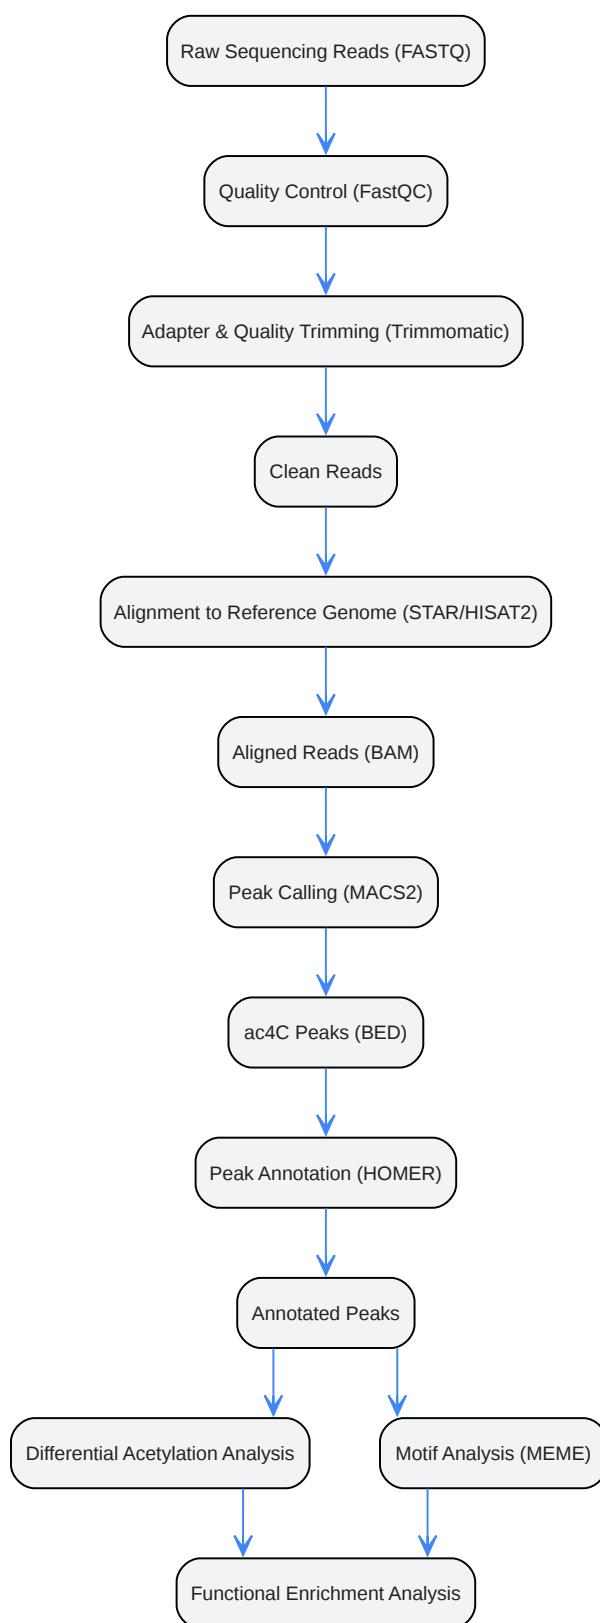 Raw Sequencing Reads (FASTQ)
Quality Control (FastQC)
Adapter & Quality Trimming (Trimmomatic)
Clean Reads
Alignment to Reference Genome (STAR/HISAT2)
Aligned Reads (BAM)
Peak Calling (MACS2)
ac4C Peaks (BED)
Peak Annotation (HOMER)
Annotated Peaks
Differential Acetylation Analysis
Motif Analysis (MEME)
Functional Enrichment Analysis